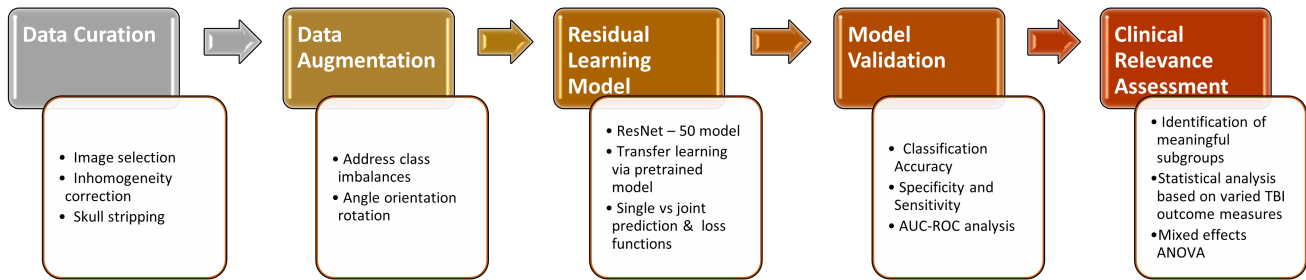 Data Curation
• Image selection
• Inhomogeneity
correction
• Skull stripping
Data
Augmentation
• Address class
imbalances
• Angle orientation
rotation
Residual
Learning
Model
• ResNet – 50 model
• Transfer learning
via pretrained
model
• Single vs joint
prediction & loss
functions
Model
Validation
• Classification
Accuracy
• Specificity and
Sensitivity
• AUC-ROC analysis
Clinical
Relevance
Assessment
• Identification of
meaningful
subgroups
•Statistical analysis
based on varied TBI
outcome measures
•Mixed effects
ANOVA